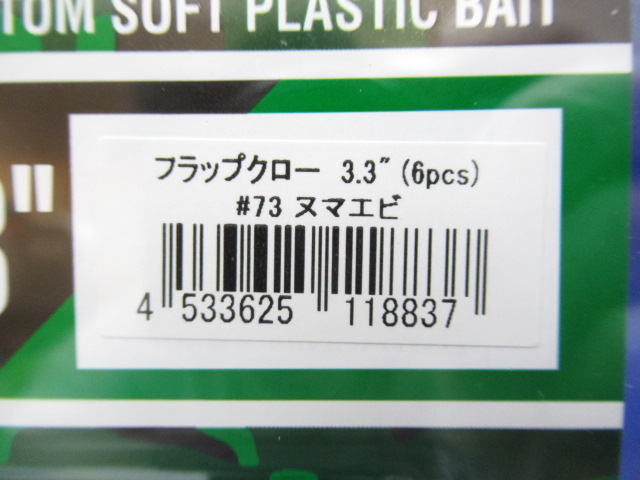 TOM SOFT PLASTIC BAIT
3"
フラップクロー 3.3" (6pcs)
#73 ヌマエビ
4 533625 118837